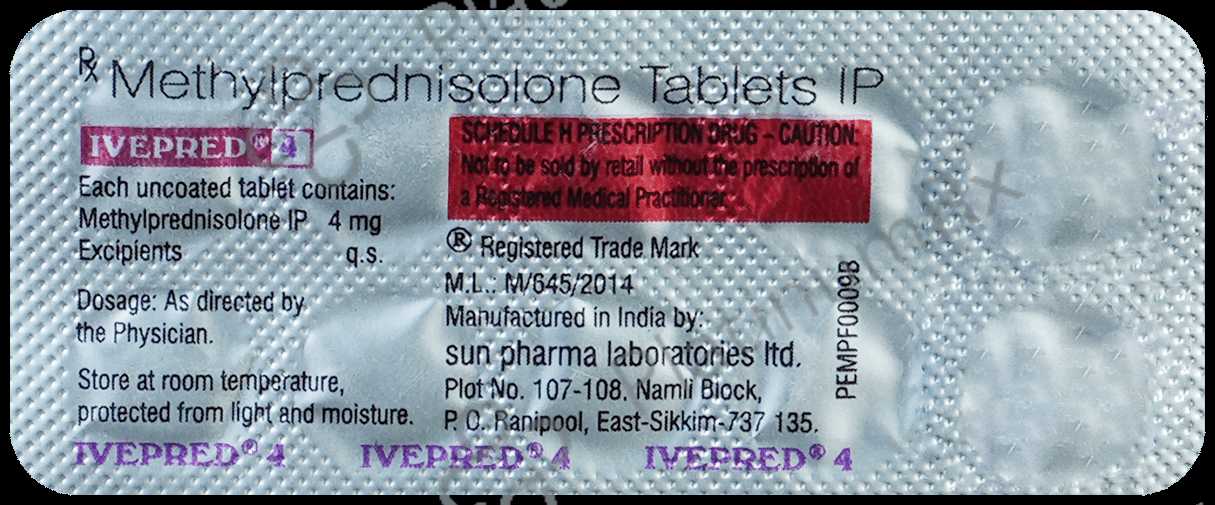 Rx Methylprednisolone Tablets IP
IVEPRED® 4
Each uncoated tablet contains:
Methylprednisolone IP 4 mg
Excipients q.s.
Dosage: As directed by
the Physician.
Store at room temperature,
protected from light and moisture.
SCHEDULE H PRESCRIPTION DRUG – CAUTION:
Not to be sold by retail without the prescription of
a Registered Medical Practitioner.
® Registered Trade Mark
M.L.: M/645/2014
Manufactured in India by:
sun pharma laboratories ltd.
Plot No. 107-108, Namli Block,
P. O. Ranipool, East-Sikkim-737 135.
PEMPF0009B
IVEPRED® 4 IVEPRED® 4 IVEPRED® 4